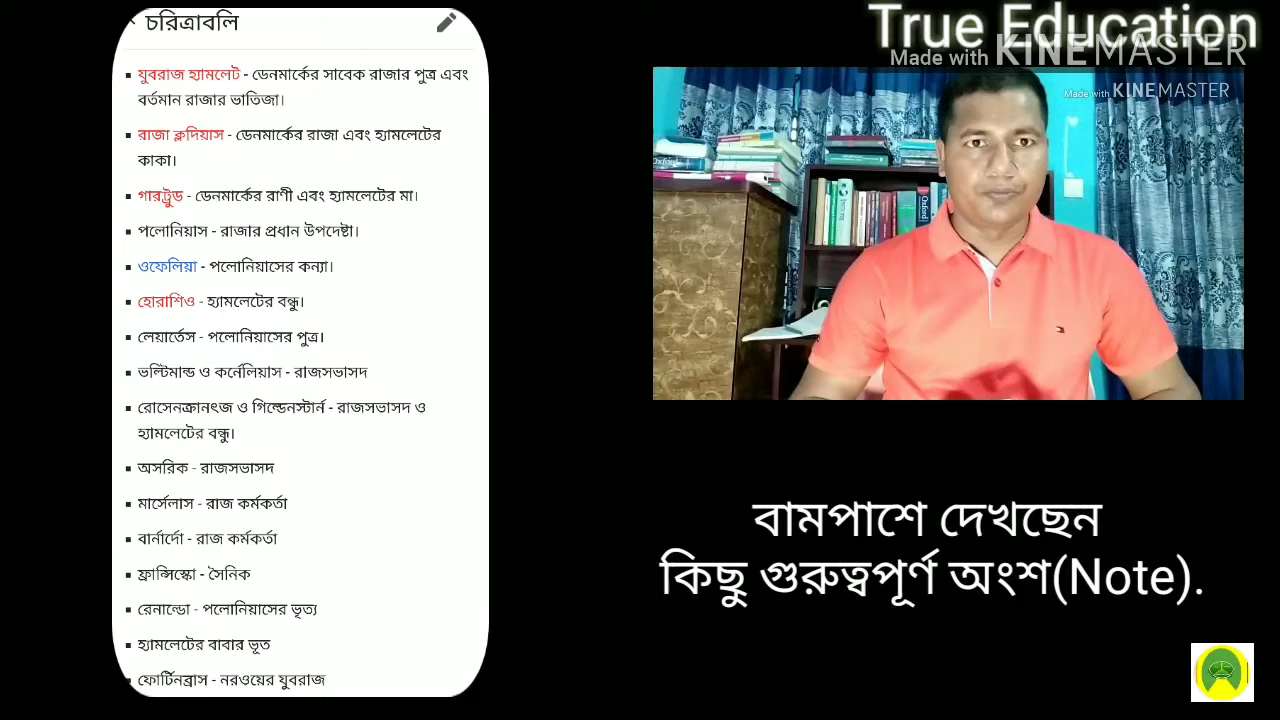 চরিত্রাবলি
▪ যুবরাজ হ্যামলেট - ডেনমার্কের সাবেক রাজার পুত্র এবং
বর্তমান রাজার ভাতিজা।
▪ রাজা ক্লদিয়াস - ডেনমার্কের রাজা এবং হ্যামলেটের
কাকা।
▪ গারট্রুড - ডেনমার্কের রাণী এবং হ্যামলেটের মা।
▪ পলোনিয়াস - রাজার প্রধান উপদেষ্টা।
▪ ওফেলিয়া - পলোনিয়াসের কন্যা।
▪ হোরাশিও - হ্যামলেটের বন্ধু।
▪ লেয়ার্তেস - পলোনিয়াসের পুত্র।
▪ ভল্টিমান্ড ও কর্নেলিয়াস - রাজসভাসদ
▪ রোসেনক্রানৎজ ও গিল্ডেনস্টার্ন - রাজসভাসদ ও
হ্যামলেটের বন্ধু।
▪ অসরিক - রাজসভাসদ
▪ মার্সেলাস - রাজ কর্মকর্তা
▪ বার্নার্দো - রাজ কর্মকর্তা
▪ ফ্রান্সিস্কো - সৈনিক
▪ রেনাল্ডো - পলোনিয়াসের ভৃত্য
▪ হ্যামলেটের বাবার ভূত
▪ ফোর্টিনব্রাস - নরওয়ের যুবরাজ
True Education
Made with KINEMASTER
Made with KINEMASTER
Oxford
Oxford
বামপাশে দেখছেন
কিছু গুরুত্বপূর্ণ অংশ(Note).